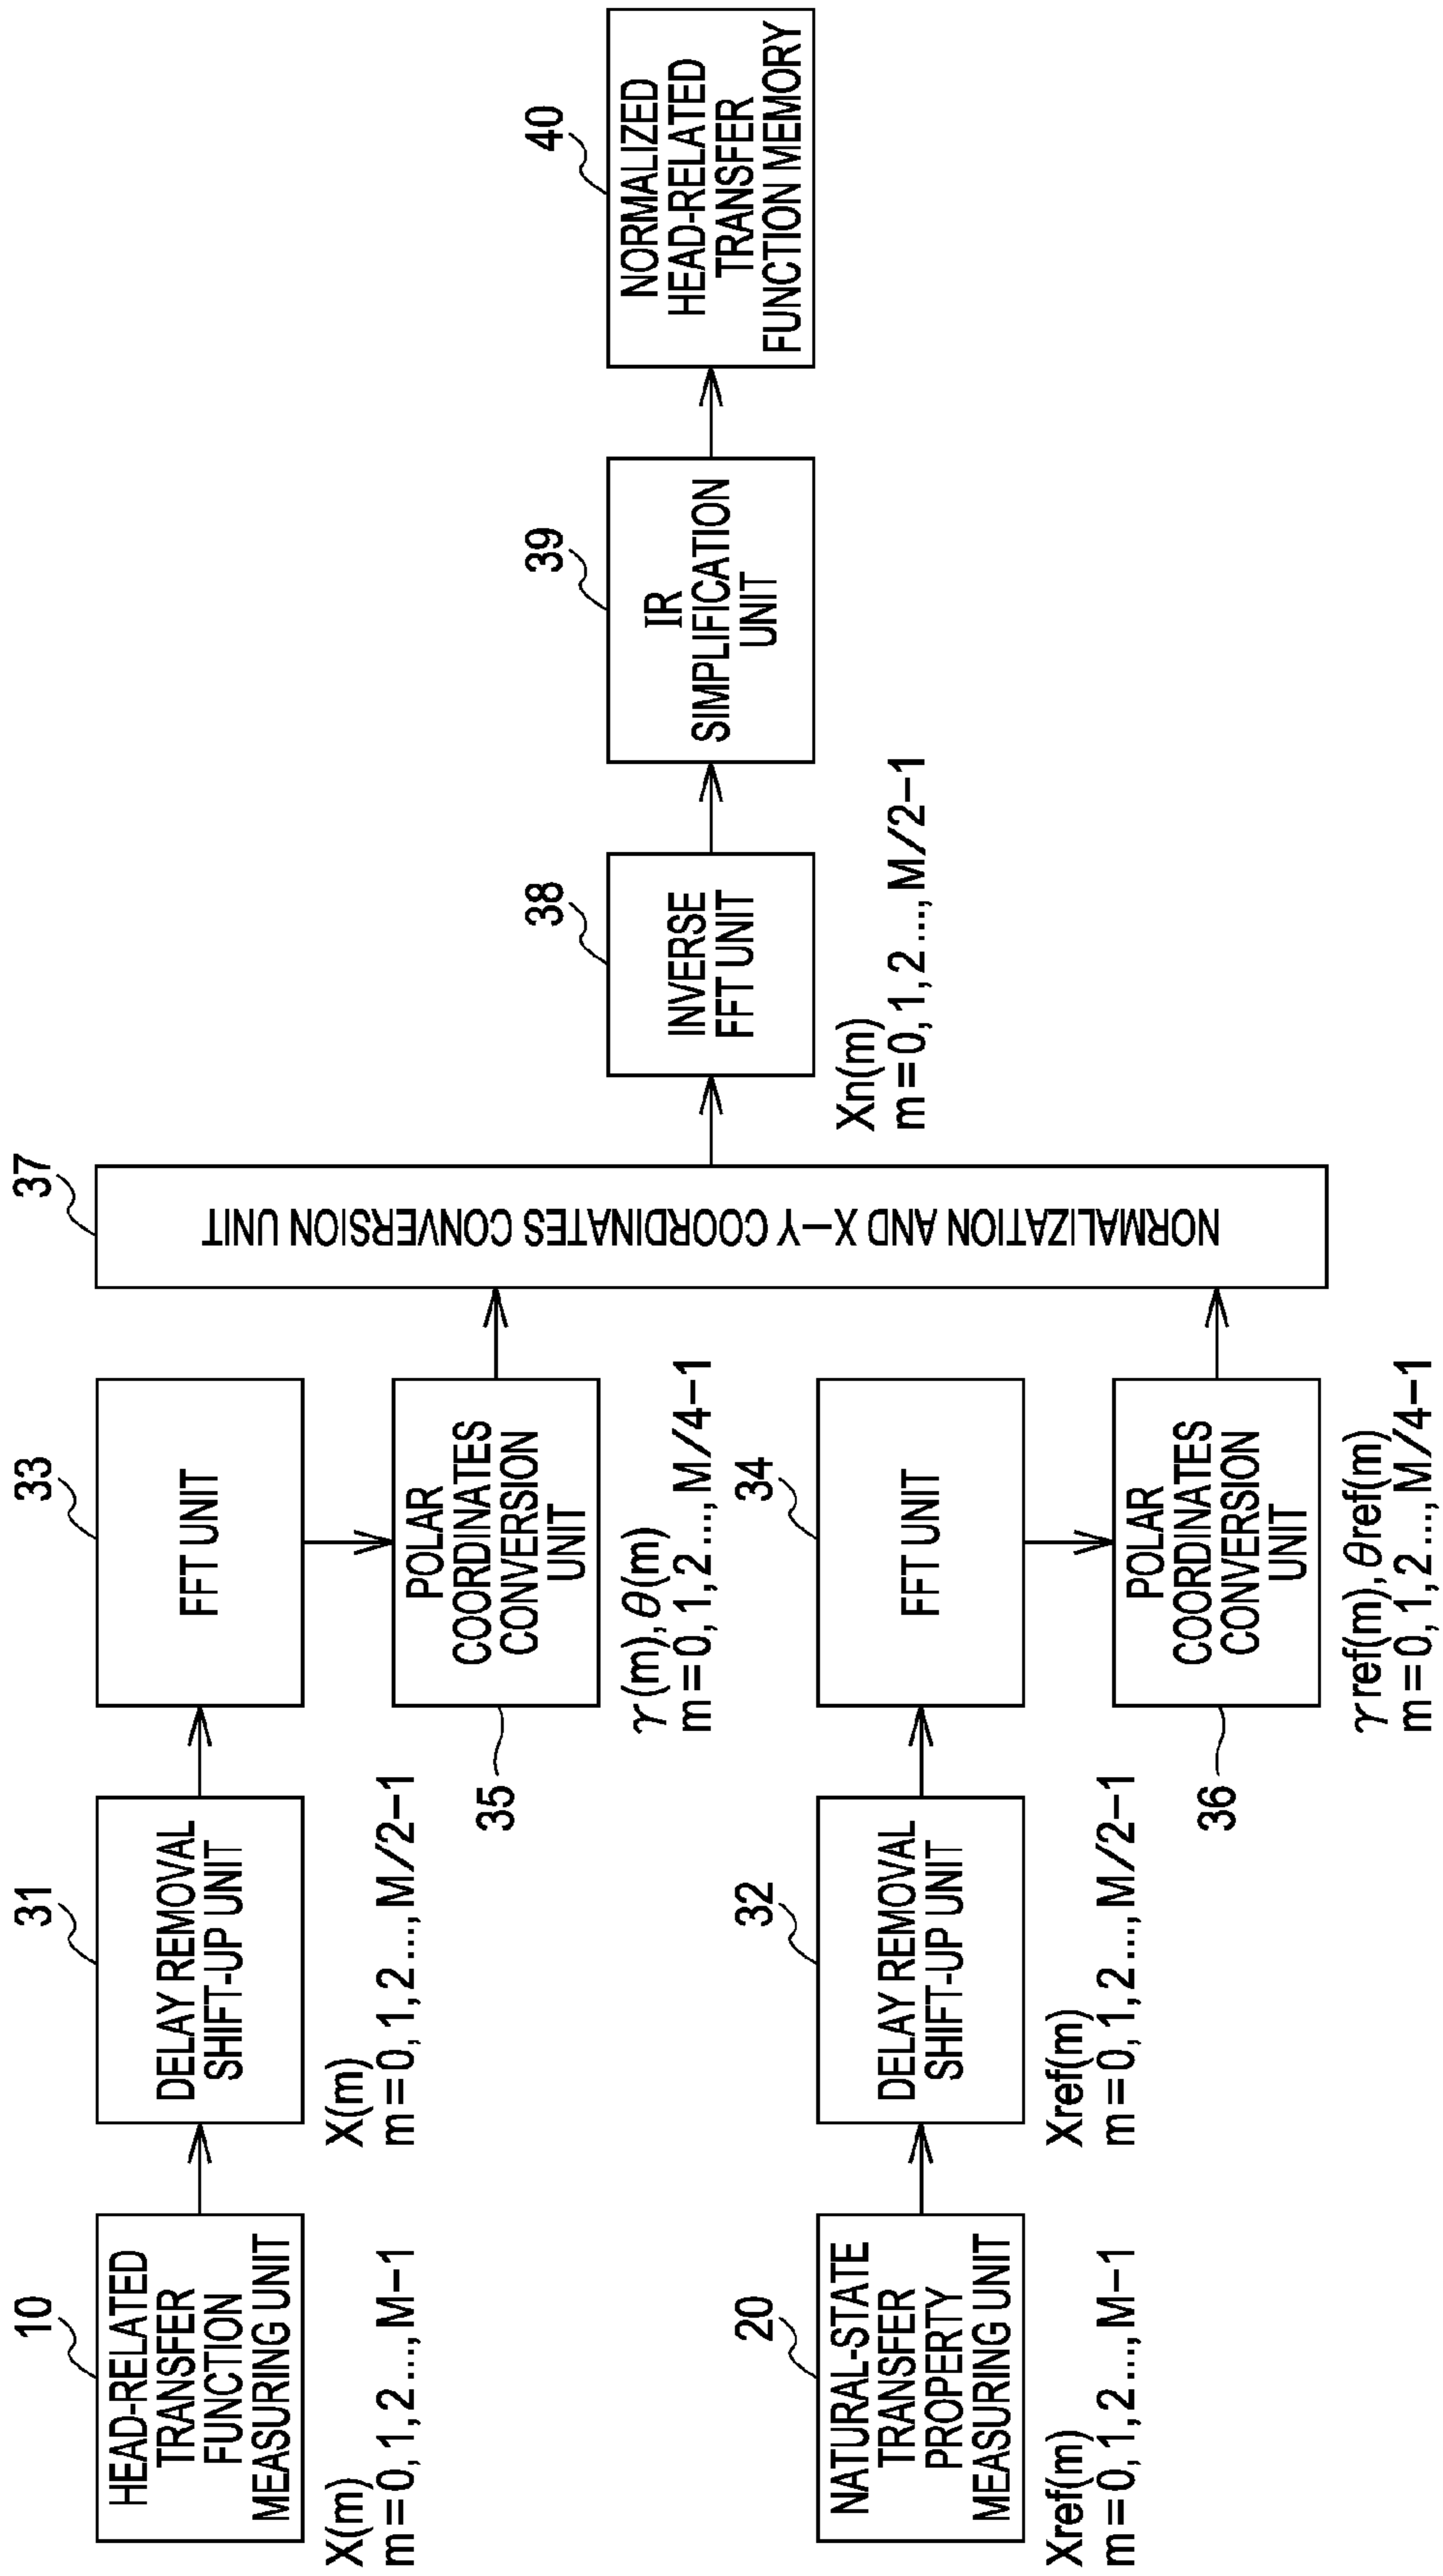 10
HEAD-RELATED
TRANSFER
FUNCTION
MEASURING UNIT
X(m)
m=0, 1, 2 ..., M-1
31
DELAY REMOVAL
SHIFT-UP UNIT
X(m)
m=0, 1, 2 ..., M/2-1
33
FFT UNIT
35
POLAR
COORDINATES
CONVERSION
UNIT
γ(m), θ(m)
m=0, 1, 2 ..., M/4-1
20
NATURAL-STATE
TRANSFER
PROPERTY
MEASURING UNIT
Xref(m)
m=0, 1, 2 ..., M-1
32
DELAY REMOVAL
SHIFT-UP UNIT
Xref(m)
m=0, 1, 2 ..., M/2-1
34
FFT UNIT
36
POLAR
COORDINATES
CONVERSION
UNIT
γref(m), θref(m)
m=0, 1, 2 ..., M/4-1
37
NORMALIZATION AND X-Y COORDINATES CONVERSION UNIT
38
INVERSE
FFT UNIT
Xn(m)
m=0, 1, 2 ..., M/2-1
39
IR
SIMPLIFICATION
UNIT
40
NORMALIZED
HEAD-RELATED
TRANSFER
FUNCTION MEMORY